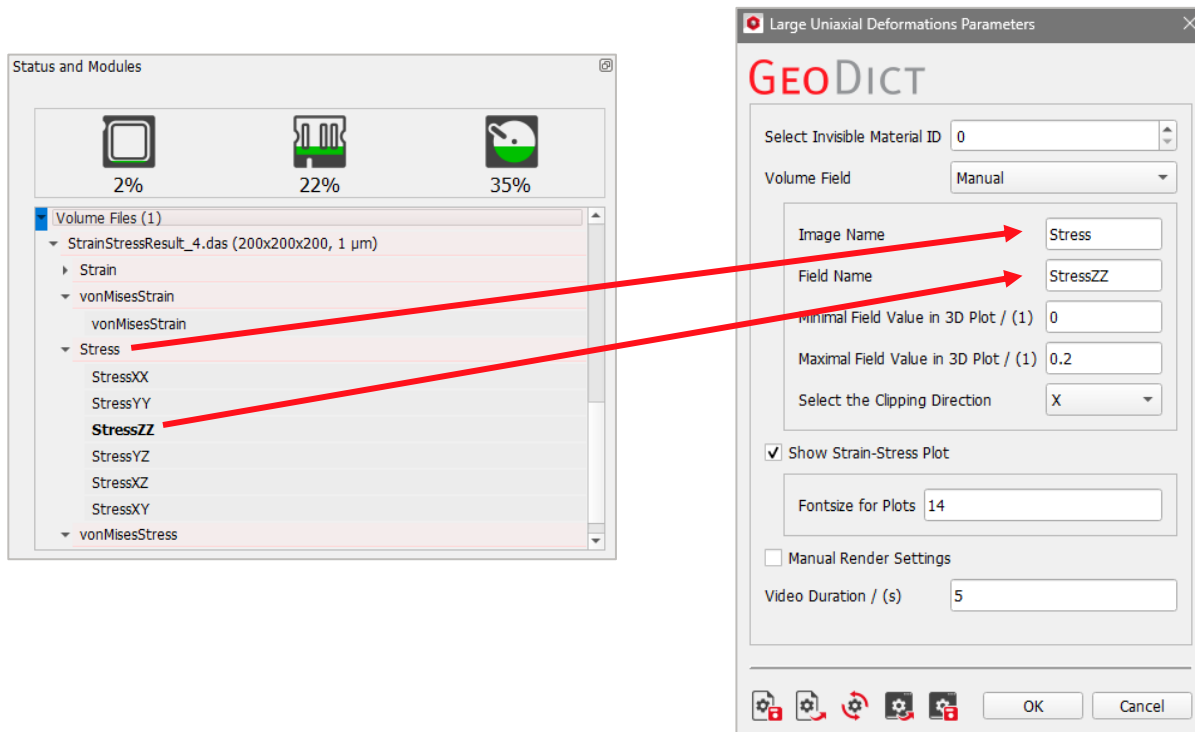 Status and Modules
2%
22%
35%
Volume Files (1)
StrainStressResult_4.das (200x200x200, 1 µm)
Strain
vonMisesStrain
vonMisesStrain
Stress
StressXX
StressYY
StressZZ
StressYZ
StressXZ
StressXY
vonMisesStress
Large Uniaxial Deformations Parameters
GEODICT
Select Invisible Material ID 0
Volume Field Manual
Image Name Stress
Field Name StressZZ
Minimal Field Value in 3D Plot / (1) 0
Maximal Field Value in 3D Plot / (1) 0.2
Select the Clipping Direction X
Show Strain-Stress Plot
Fontsize for Plots 14
Manual Render Settings
Video Duration / (s) 5
OK Cancel